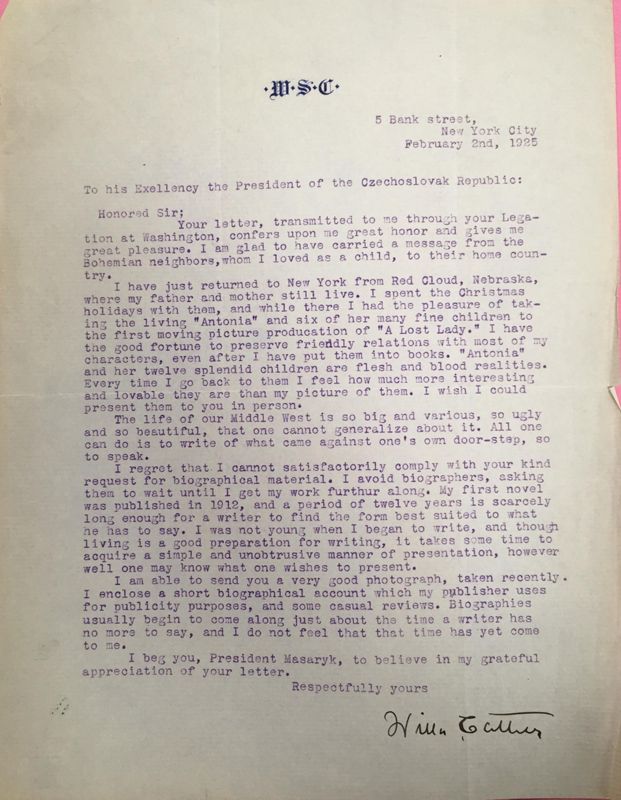 ·W·S·C·
5 Bank street,
New York City
February 2nd, 1925
To his Exellency the President of the Czechoslovak Republic:
Honored Sir;
Your letter, transmitted to me through your Lega-
tion at Washington, confers upon me great honor and gives me
great pleasure. I am glad to have carried a message from the
Bohemian neighbors,whom I loved as a child, to their home coun-
try.
I have just returned to New York from Red Cloud, Nebraska,
where my father and mother still live. I spent the Christmas
holidays with them, and while there I had the pleasure of tak-
ing the living "Antonia" and six of her many fine children to
the first moving picture producation of "A Lost Lady." I have
the good fortune to preserve friendly relations with most of my
characters, even after I have put them into books. "Antonia"
and her twelve splendid children are flesh and blood realities.
Every time I go back to them I feel how much more interesting
and lovable they are than my picture of them. I wish I could
present them to you in person.
The life of our Middle West is so big and various, so ugly
and so beautiful, that one cannot generalize about it. All one
can do is to write of what came against one's own door-step, so
to speak.
I regret that I cannot satisfactorily comply with your kind
request for biographical material. I avoid biographers, asking
them to wait until I get my work furthur along. My first novel
was published in 1912, and a period of twelve years is scarcely
long enough for a writer to find the form best suited to what
he has to say. I was not young when I began to write, and though
living is a good preparation for writing, it takes some time to
acquire a simple and unobtrusive manner of presentation, however
well one may know what one wishes to present.
I am able to send you a very good photograph, taken recently.
I enclose a short biographical account which my publisher uses
for publicity purposes, and some casual reviews. Biographies
usually begin to come along just about the time a writer has
no more to say, and I do not feel that that time has yet come
to me.
I beg you, President Masaryk, to believe in my grateful
appreciation of your letter.
Respectfully yours
Willa Cather